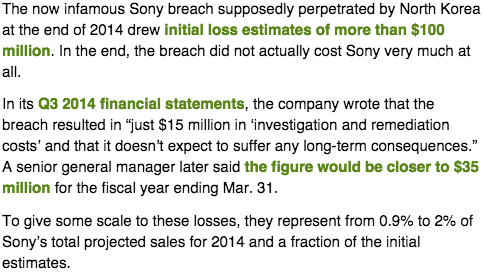 The now infamous Sony breach supposedly perpetrated by North Korea
at the end of 2014 drew initial loss estimates of more than $100
million. In the end, the breach did not actually cost Sony very much at
all.
In its Q3 2014 financial statements, the company wrote that the
breach resulted in “just $15 million in ‘investigation and remediation
costs’ and that it doesn’t expect to suffer any long-term consequences.”
A senior general manager later said the figure would be closer to $35
million for the fiscal year ending Mar. 31.
To give some scale to these losses, they represent from 0.9% to 2% of
Sony’s total projected sales for 2014 and a fraction of the initial
estimates.